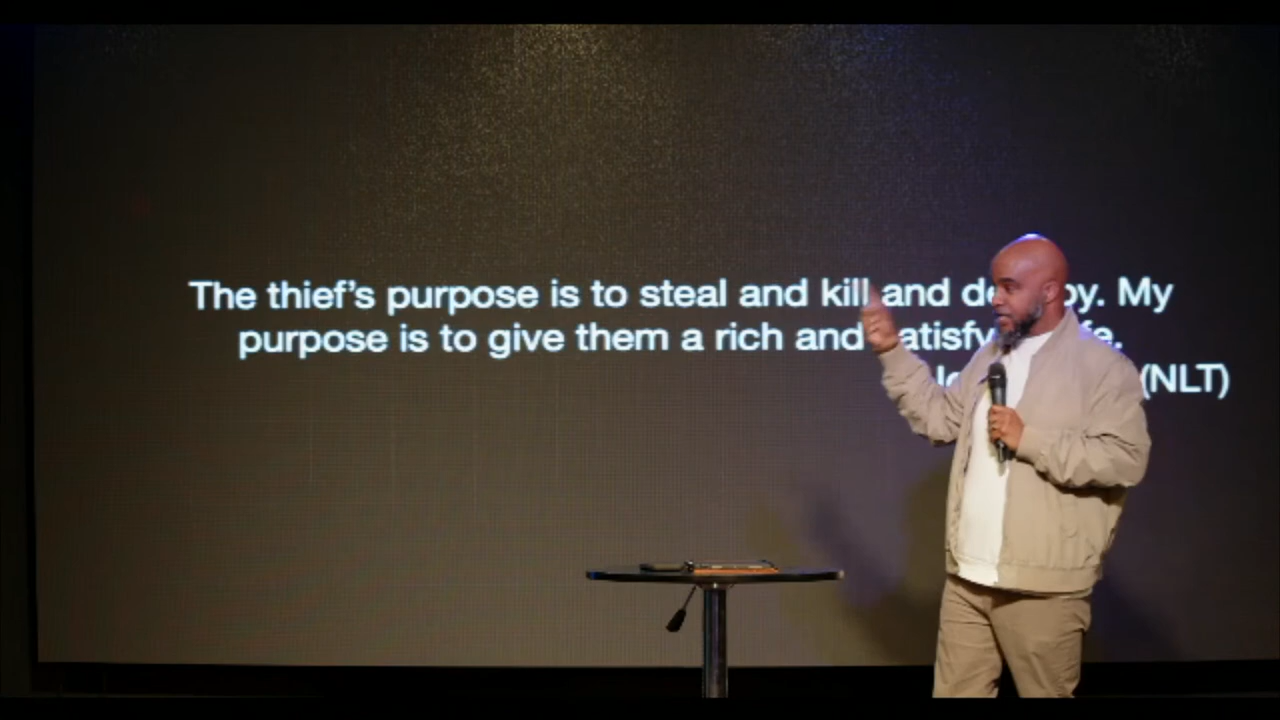 The thief's purpose is to steal and kill and My
purpose is to give them a rich and
(NLT)